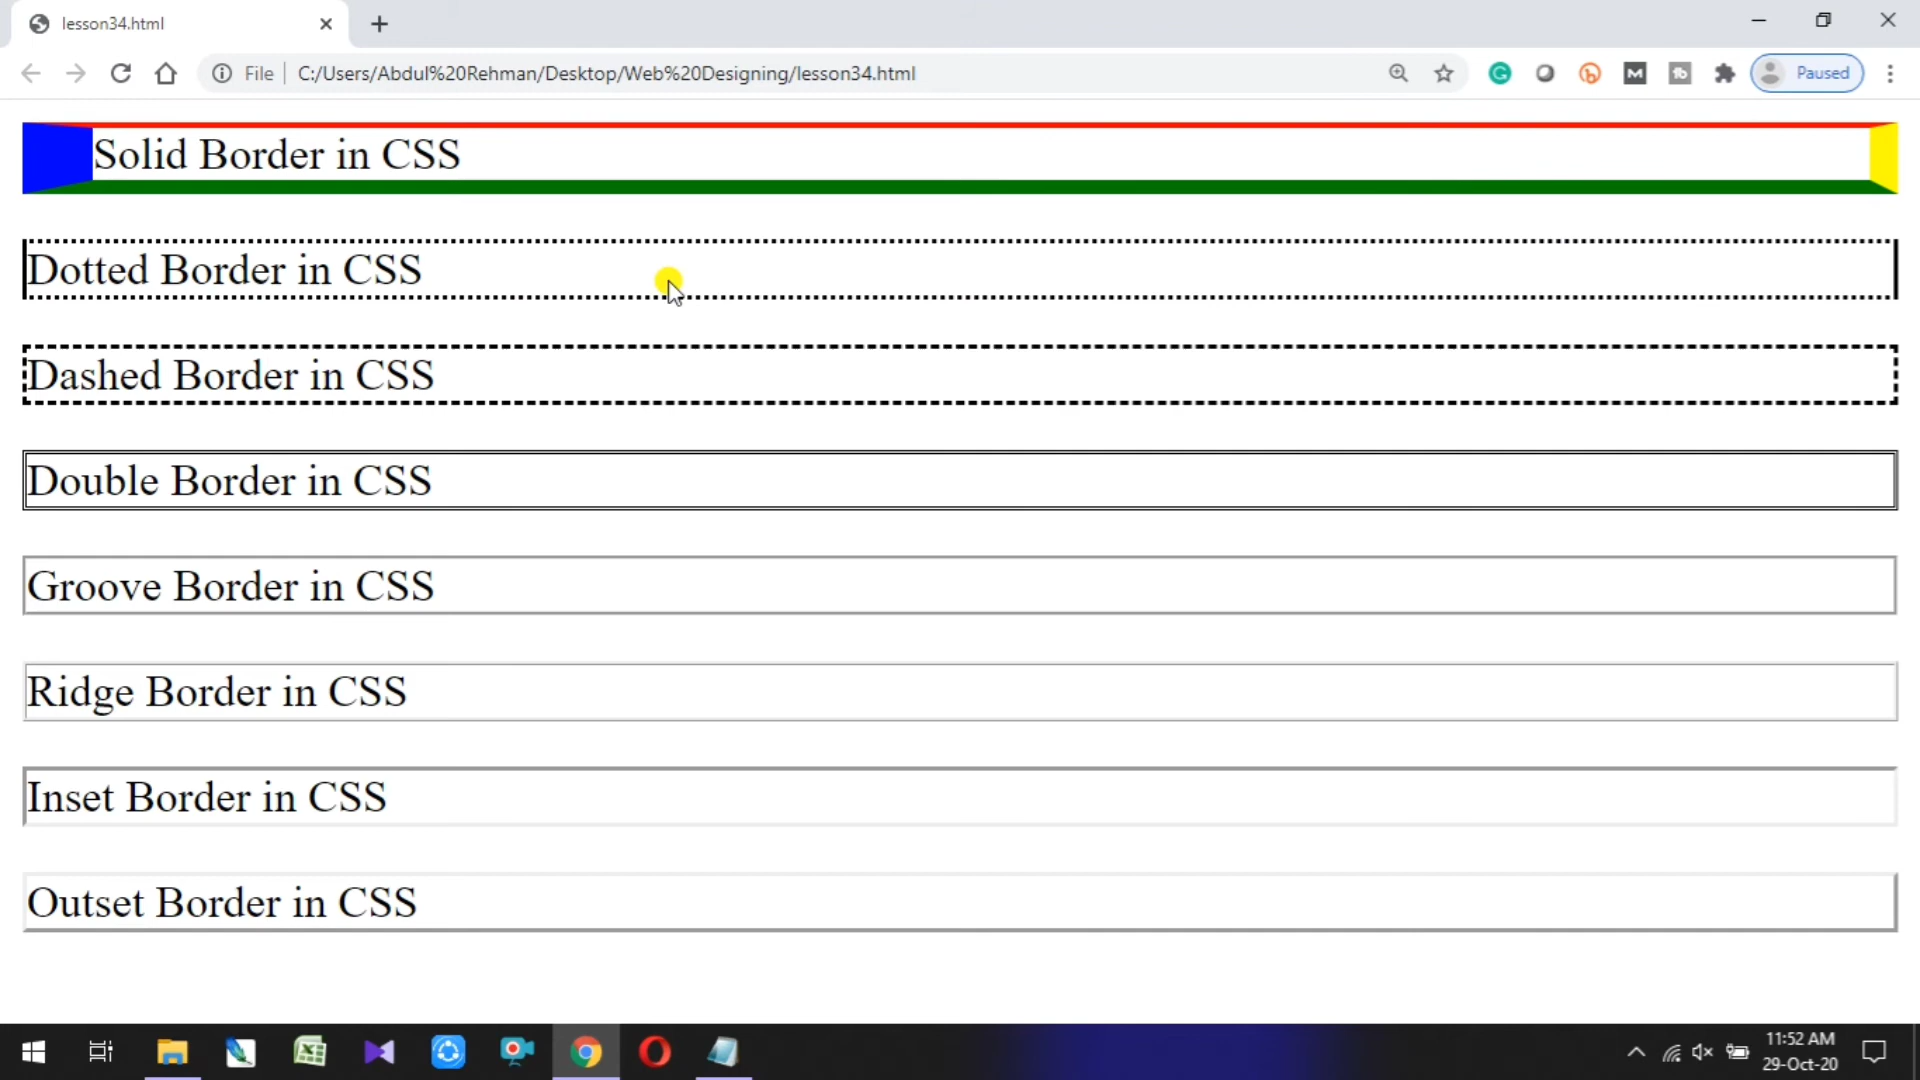 lesson34.html
File C:/Users/Abdul%20Rehman/Desktop/Web%20Designing/lesson34.html
Paused
Solid Border in CSS
Dotted Border in CSS
Dashed Border in CSS
Double Border in CSS
Groove Border in CSS
Ridge Border in CSS
Inset Border in CSS
Outset Border in CSS
11:52 AM
29-Oct-20